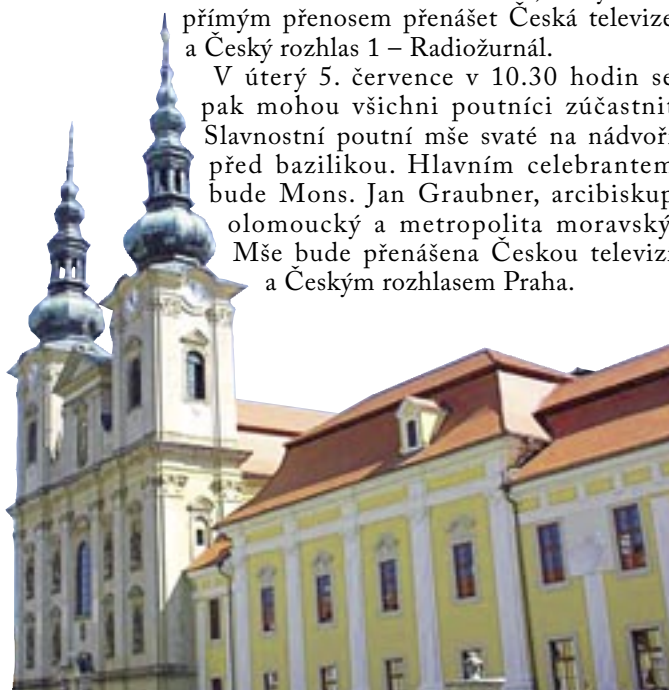 přímým přenosem přenášet Česká televize
a Český rozhlas 1 – Radiožurnál.
V úterý 5. července v 10.30 hodin se
pak mohou všichni poutníci zúčastnit
Slavnostní poutní mše svaté na nádvoří
před bazilikou. Hlavním celebrantem
bude Mons. Jan Graubner, arcibiskup
olomoucký a metropolita moravský.
Mše bude přenášena Českou televizí
a Českým rozhlasem Praha.